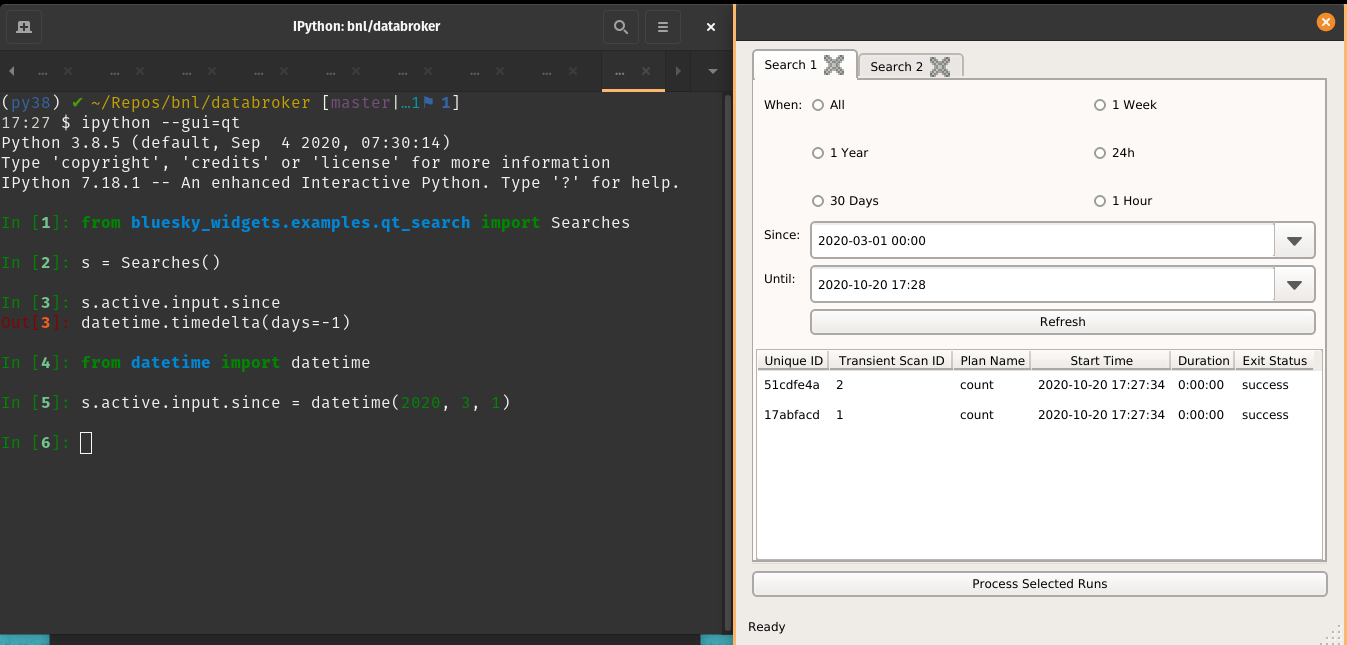 IPython: bnl/databroker
... ... ... ... ... ... ... ... ...
(py38) ✔ ~/Repos/bnl/databroker [master|…1⚑ 1]
17:27 $ ipython --gui=qt
Python 3.8.5 (default, Sep  4 2020, 07:30:14)
Type 'copyright', 'credits' or 'license' for more information
IPython 7.18.1 -- An enhanced Interactive Python. Type '?' for help.
In [1]: from bluesky_widgets.examples.qt_search import Searches
In [2]: s = Searches()
In [3]: s.active.input.since
Out[3]: datetime.timedelta(days=-1)
In [4]: from datetime import datetime
In [5]: s.active.input.since = datetime(2020, 3, 1)
In [6]:
Search 1 Search 2
When: All 1 Week
1 Year 24h
30 Days 1 Hour
Since: 2020-03-01 00:00
Until: 2020-10-20 17:28
Refresh
Unique ID Transient Scan ID Plan Name Start Time Duration Exit Status
51cdfe4a 2 count 2020-10-20 17:27:34 0:00:00 success
17abfacd 1 count 2020-10-20 17:27:34 0:00:00 success
Process Selected Runs
Ready